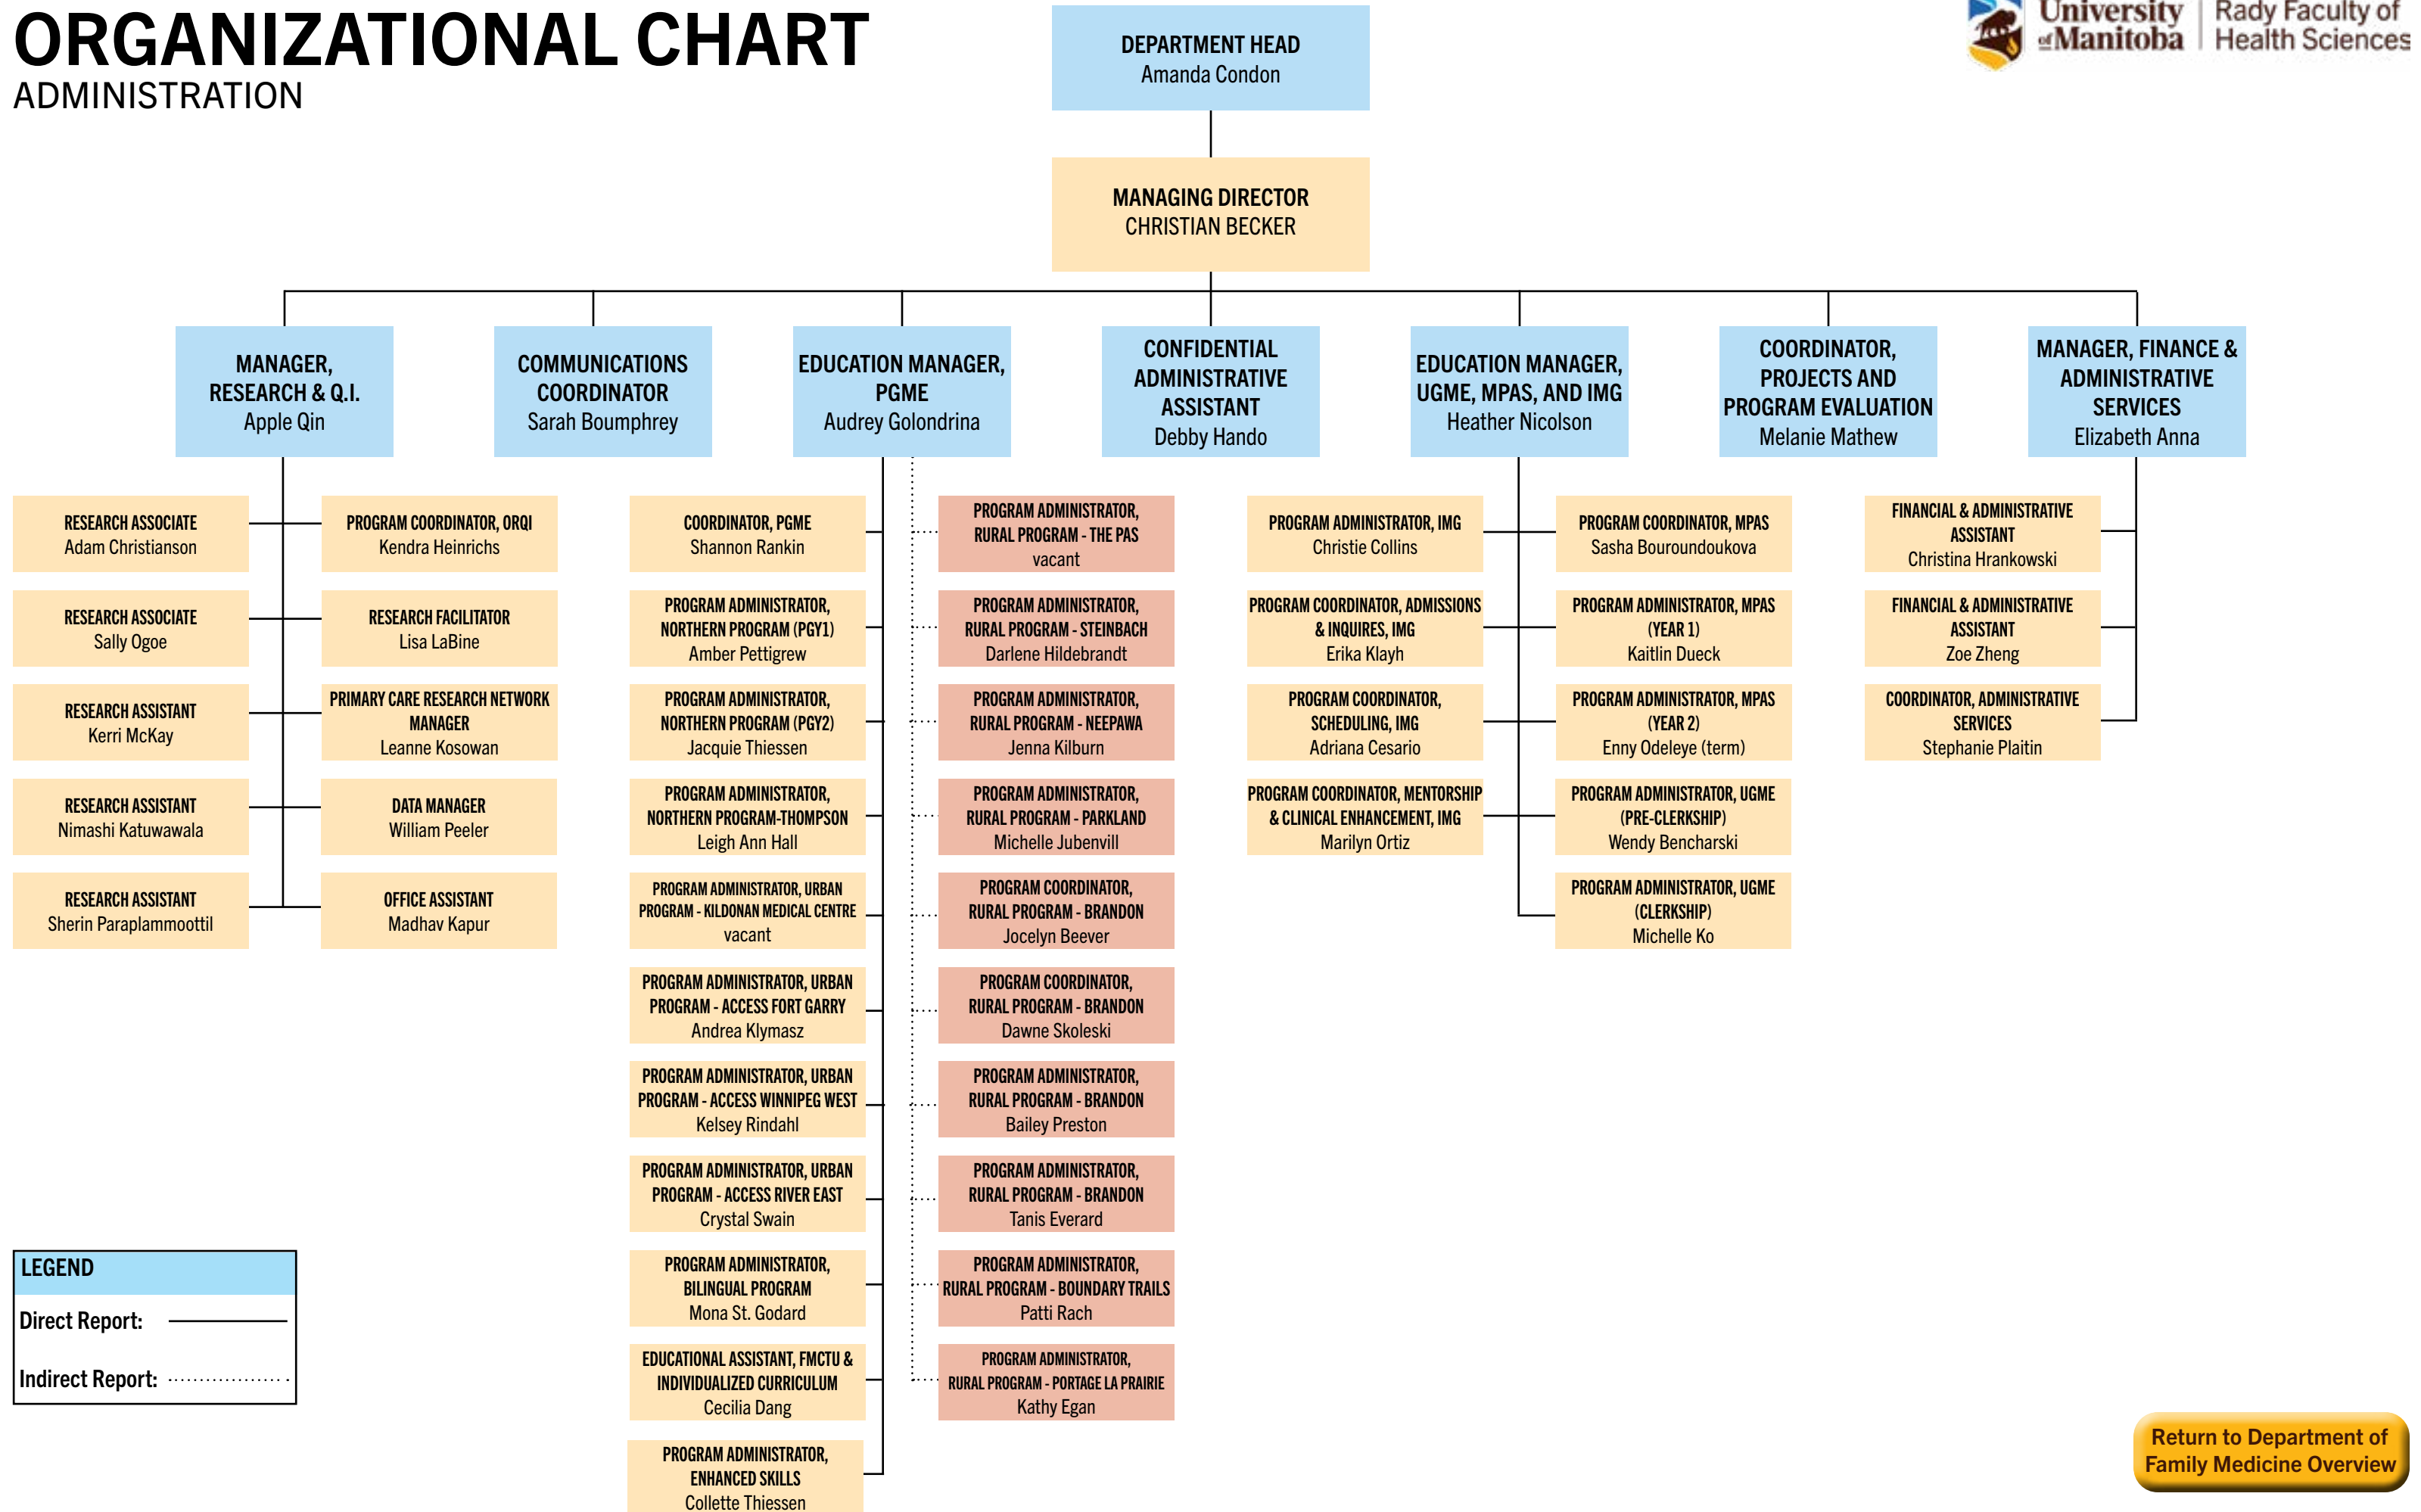 ORGANIZATIONAL CHART
ADMINISTRATION
University
of Manitoba
Rady Faculty of
Health Sciences
DEPARTMENT HEAD
Amanda Condon
MANAGING DIRECTOR
CHRISTIAN BECKER
MANAGER,
RESEARCH & Q.I.
Apple Qin
COMMUNICATIONS
COORDINATOR
Sarah Boumphrey
EDUCATION MANAGER,
PGME
Audrey Golondrina
CONFIDENTIAL
ADMINISTRATIVE
ASSISTANT
Debby Hando
EDUCATION MANAGER,
UGME, MPAS, AND IMG
Heather Nicolson
COORDINATOR,
PROJECTS AND
PROGRAM EVALUATION
Melanie Mathew
MANAGER, FINANCE &
ADMINISTRATIVE
SERVICES
Elizabeth Anna
RESEARCH ASSOCIATE
Adam Christianson
RESEARCH ASSOCIATE
Sally Ogoe
RESEARCH ASSISTANT
Kerri McKay
RESEARCH ASSISTANT
Nimashi Katuwawala
RESEARCH ASSISTANT
Sherin Paraplammoottil
PROGRAM COORDINATOR, ORQI
Kendra Heinrichs
RESEARCH FACILITATOR
Lisa LaBine
PRIMARY CARE RESEARCH NETWORK
MANAGER
Leanne Kosowan
DATA MANAGER
William Peeler
OFFICE ASSISTANT
Madhav Kapur
COORDINATOR, PGME
Shannon Rankin
PROGRAM ADMINISTRATOR,
NORTHERN PROGRAM (PGY1)
Amber Pettigrew
PROGRAM ADMINISTRATOR,
NORTHERN PROGRAM (PGY2)
Jacquie Thiessen
PROGRAM ADMINISTRATOR,
NORTHERN PROGRAM-THOMPSON
Leigh Ann Hall
PROGRAM ADMINISTRATOR, URBAN
PROGRAM - KILDONAN MEDICAL CENTRE
vacant
PROGRAM ADMINISTRATOR, URBAN
PROGRAM - ACCESS FORT GARRY
Andrea Klymasz
PROGRAM ADMINISTRATOR, URBAN
PROGRAM - ACCESS WINNIPEG WEST
Kelsey Rindahl
PROGRAM ADMINISTRATOR, URBAN
PROGRAM - ACCESS RIVER EAST
Crystal Swain
PROGRAM ADMINISTRATOR,
BILINGUAL PROGRAM
Mona St. Godard
EDUCATIONAL ASSISTANT, FMCTU &
INDIVIDUALIZED CURRICULUM
Cecilia Dang
PROGRAM ADMINISTRATOR,
ENHANCED SKILLS
Collette Thiessen
PROGRAM ADMINISTRATOR,
RURAL PROGRAM - THE PAS
vacant
PROGRAM ADMINISTRATOR,
RURAL PROGRAM - STEINBACH
Darlene Hildebrandt
PROGRAM ADMINISTRATOR,
RURAL PROGRAM - NEEPAWA
Jenna Kilburn
PROGRAM ADMINISTRATOR,
RURAL PROGRAM - PARKLAND
Michelle Jubenvill
PROGRAM COORDINATOR,
RURAL PROGRAM - BRANDON
Jocelyn Beever
PROGRAM COORDINATOR,
RURAL PROGRAM - BRANDON
Dawne Skoleski
PROGRAM ADMINISTRATOR,
RURAL PROGRAM - BRANDON
Bailey Preston
PROGRAM ADMINISTRATOR,
RURAL PROGRAM - BRANDON
Tanis Everard
PROGRAM ADMINISTRATOR,
RURAL PROGRAM - BOUNDARY TRAILS
Patti Rach
PROGRAM ADMINISTRATOR,
RURAL PROGRAM - PORTAGE LA PRAIRIE
Kathy Egan
PROGRAM ADMINISTRATOR, IMG
Christie Collins
PROGRAM COORDINATOR, ADMISSIONS
& INQUIRES, IMG
Erika Klayh
PROGRAM COORDINATOR,
SCHEDULING, IMG
Adriana Cesario
PROGRAM COORDINATOR, MENTORSHIP
& CLINICAL ENHANCEMENT, IMG
Marilyn Ortiz
PROGRAM COORDINATOR, MPAS
Sasha Bouroundoukova
PROGRAM ADMINISTRATOR, MPAS
(YEAR 1)
Kaitlin Dueck
PROGRAM ADMINISTRATOR, MPAS
(YEAR 2)
Enny Odeleye (term)
PROGRAM ADMINISTRATOR, UGME
(PRE-CLERKSHIP)
Wendy Bencharski
PROGRAM ADMINISTRATOR, UGME
(CLERKSHIP)
Michelle Ko
FINANCIAL & ADMINISTRATIVE
ASSISTANT
Christina Hrankowski
FINANCIAL & ADMINISTRATIVE
ASSISTANT
Zoe Zheng
COORDINATOR, ADMINISTRATIVE
SERVICES
Stephanie Plaitin
LEGEND
Direct Report:
Indirect Report:
Return to Department of
Family Medicine Overview